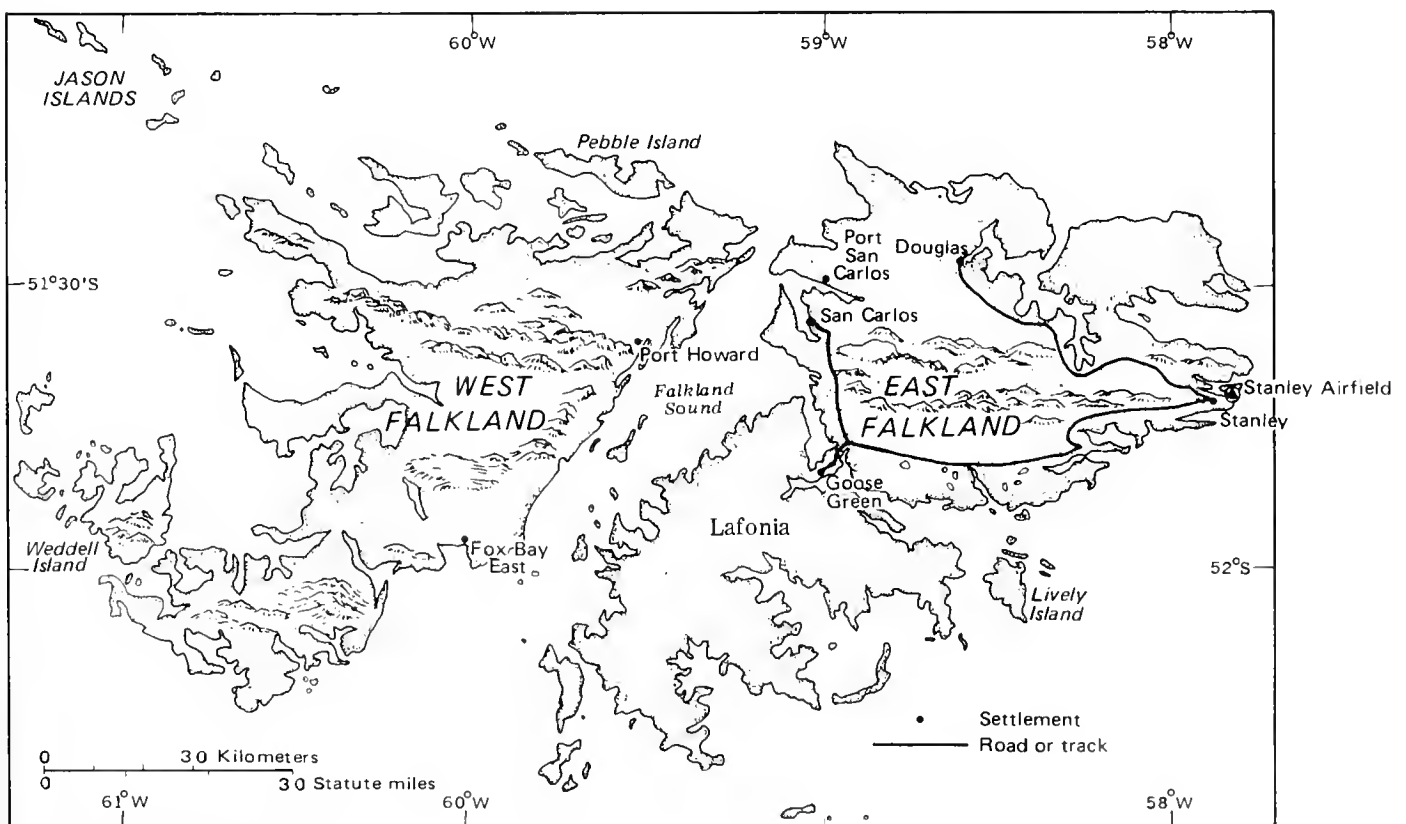 60°W
59°W
58°W
JASON
ISLANDS
Pebble Island
Port
San
Carlos
Douglas
51°30'S
San Carlos
Port Howard
WEST
FALKLAND
Falkland
Sound
EAST
FALKLAND
Stanley Airfield
Stanley
Goose
Green
Lafonia
Weddell
Island
Fox Bay
East
52°S
Lively
Island
Settlement
Road or track
0 30 Kilometers
0 30 Statute miles
61°W
60°W
58°W